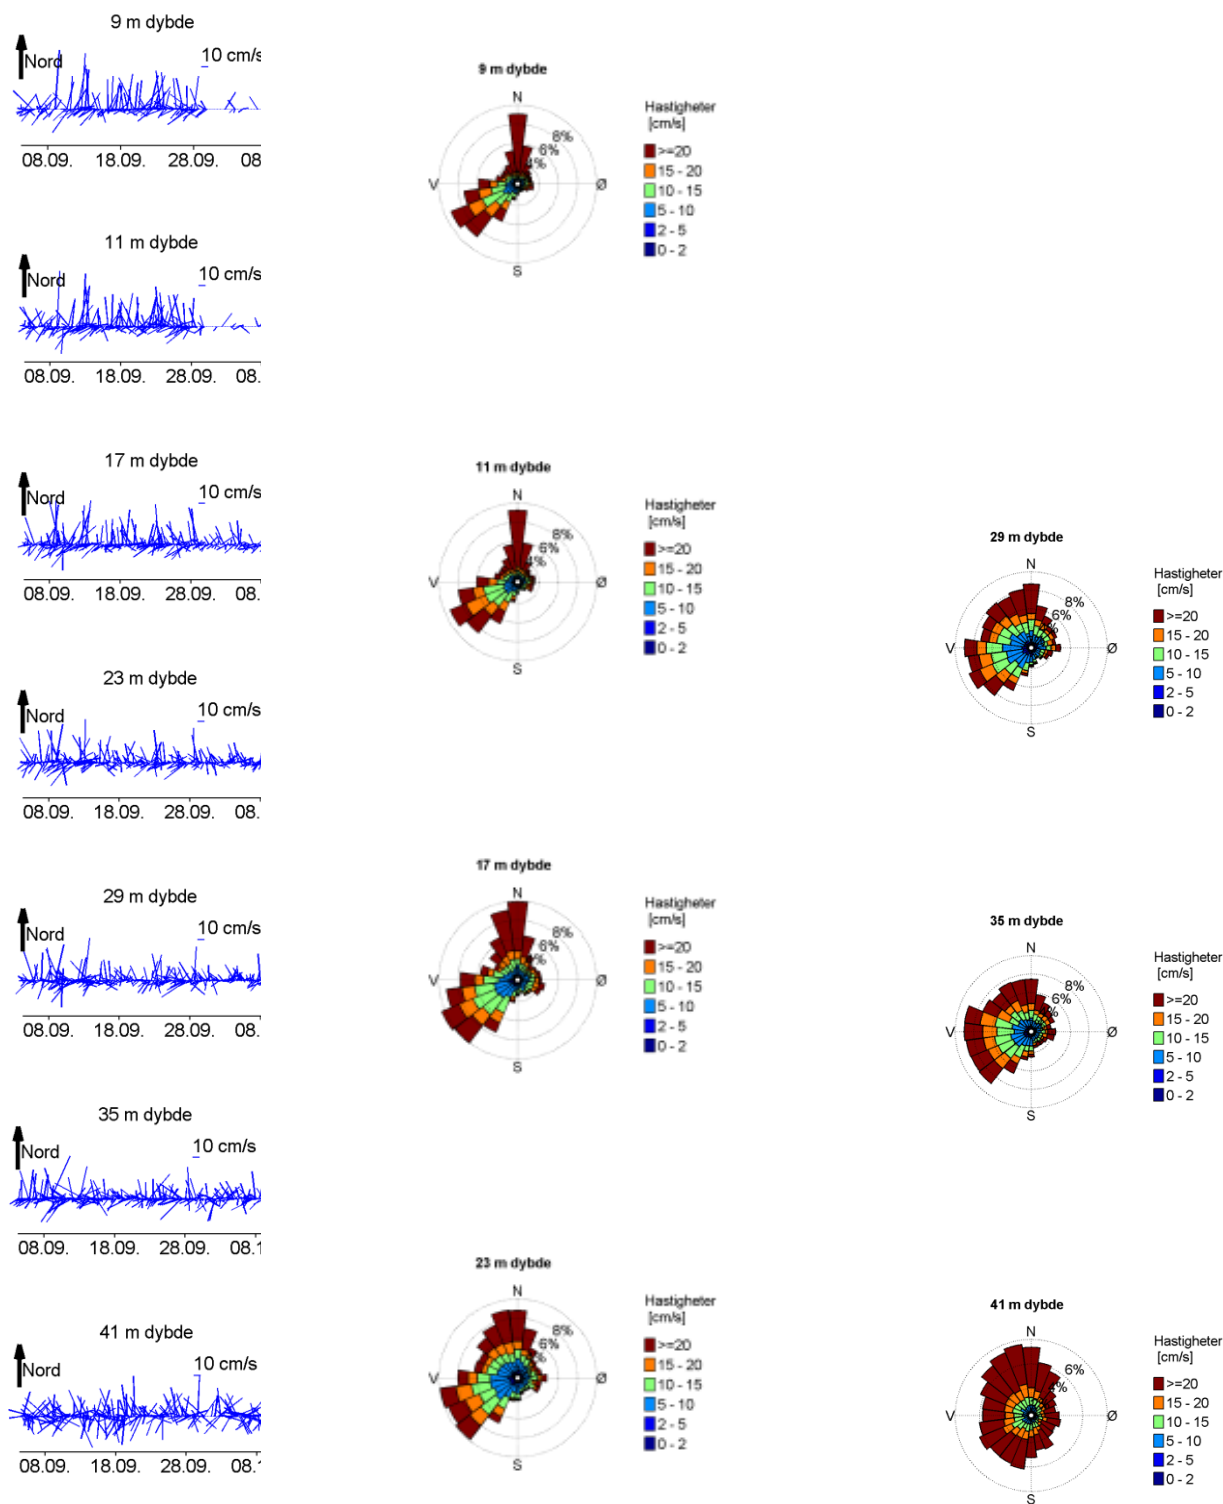 9 m dybde
Nord
10 cm/s
08.09. 18.09. 28.09. 08
11 m dybde
Nord
10 cm/s
08.09. 18.09. 28.09. 08.
17 m dybde
Nord
10 cm/s
08.09. 18.09. 28.09. 08.
23 m dybde
Nord
10 cm/s
08.09. 18.09. 28.09. 08.
29 m dybde
Nord
10 cm/s
08.09. 18.09. 28.09. 08.
35 m dybde
Nord
10 cm/s
08.09. 18.09. 28.09. 08.1
41 m dybde
Nord
10 cm/s
08.09. 18.09. 28.09. 08.1
9 m dybde
N
8%
6%
4%
V
Ø
S
Hastigheter
[cm/s]
>=20
15 - 20
10 - 15
5 - 10
2 - 5
0 - 2
11 m dybde
N
8%
6%
4%
V
Ø
S
Hastigheter
[cm/s]
>=20
15 - 20
10 - 15
5 - 10
2 - 5
0 - 2
17 m dybde
N
8%
6%
V
Ø
S
Hastigheter
[cm/s]
>=20
15 - 20
10 - 15
5 - 10
2 - 5
0 - 2
23 m dybde
N
8%
6%
V
Ø
S
Hastigheter
[cm/s]
>=20
15 - 20
10 - 15
5 - 10
2 - 5
0 - 2
29 m dybde
N
8%
6%
V
Ø
S
Hastigheter
[cm/s]
>=20
15 - 20
10 - 15
5 - 10
2 - 5
0 - 2
35 m dybde
N
8%
6%
V
Ø
S
Hastigheter
[cm/s]
>=20
15 - 20
10 - 15
5 - 10
2 - 5
0 - 2
41 m dybde
N
6%
4%
V
Ø
S
Hastigheter
[cm/s]
>=20
15 - 20
10 - 15
5 - 10
2 - 5
0 - 2